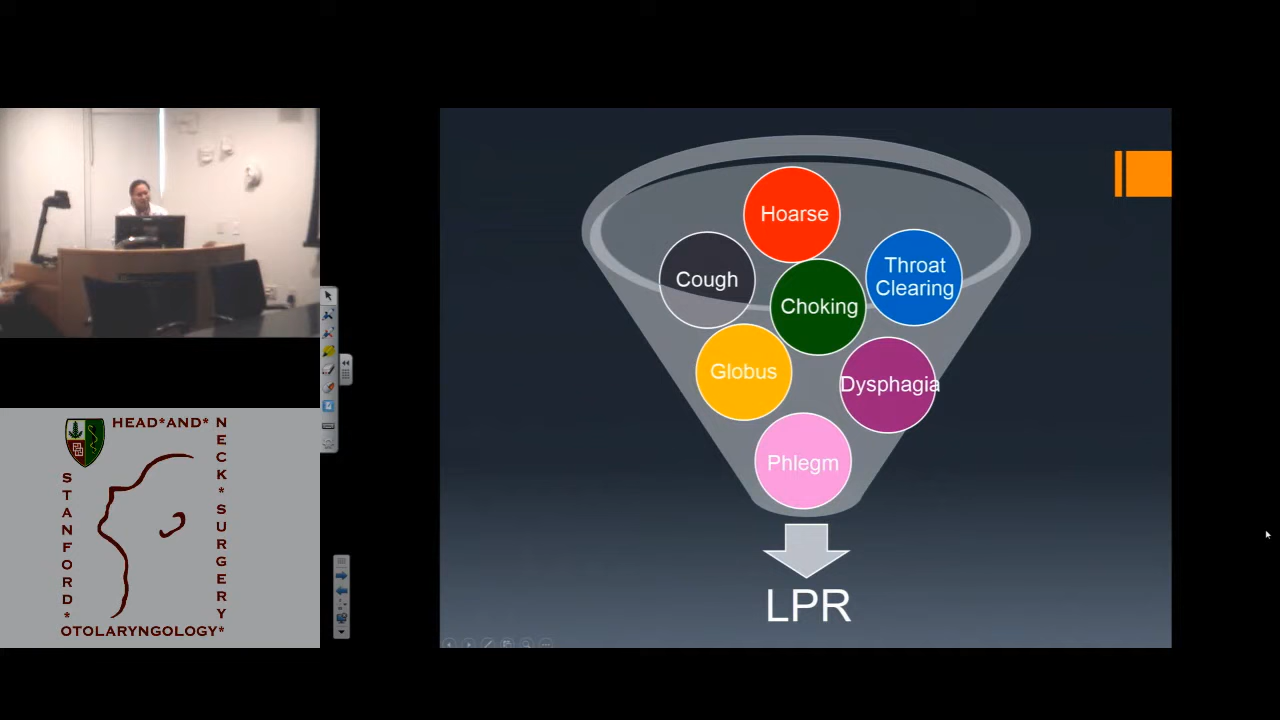 Hoarse
Cough
Throat
Clearing
Choking
Globus
Dysphagia
Phlegm
LPR
HEAD*AND*
NECK*SURGERY
STANFORD*
OTOLARYNGOLOGY*